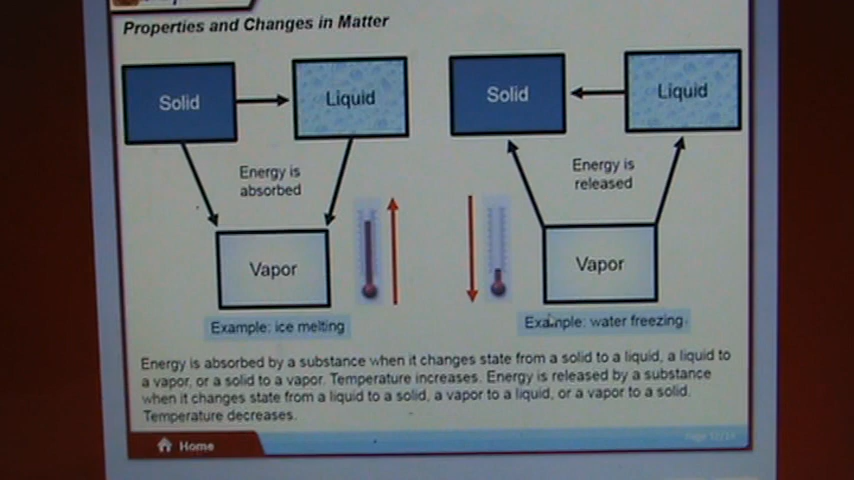 Properties and Changes in Matter
Solid
Liquid
Energy is
absorbed
Vapor
Example: ice melting
Solid
Liquid
Energy is
released
Vapor
Example: water freezing
Energy is absorbed by a substance when it changes state from a solid to a liquid, a liquid to
a vapor, or a solid to a vapor. Temperature increases. Energy is released by a substance
when it changes state from a liquid to a solid, a vapor to a liquid, or a vapor to a solid.
Temperature decreases.
Home
Page